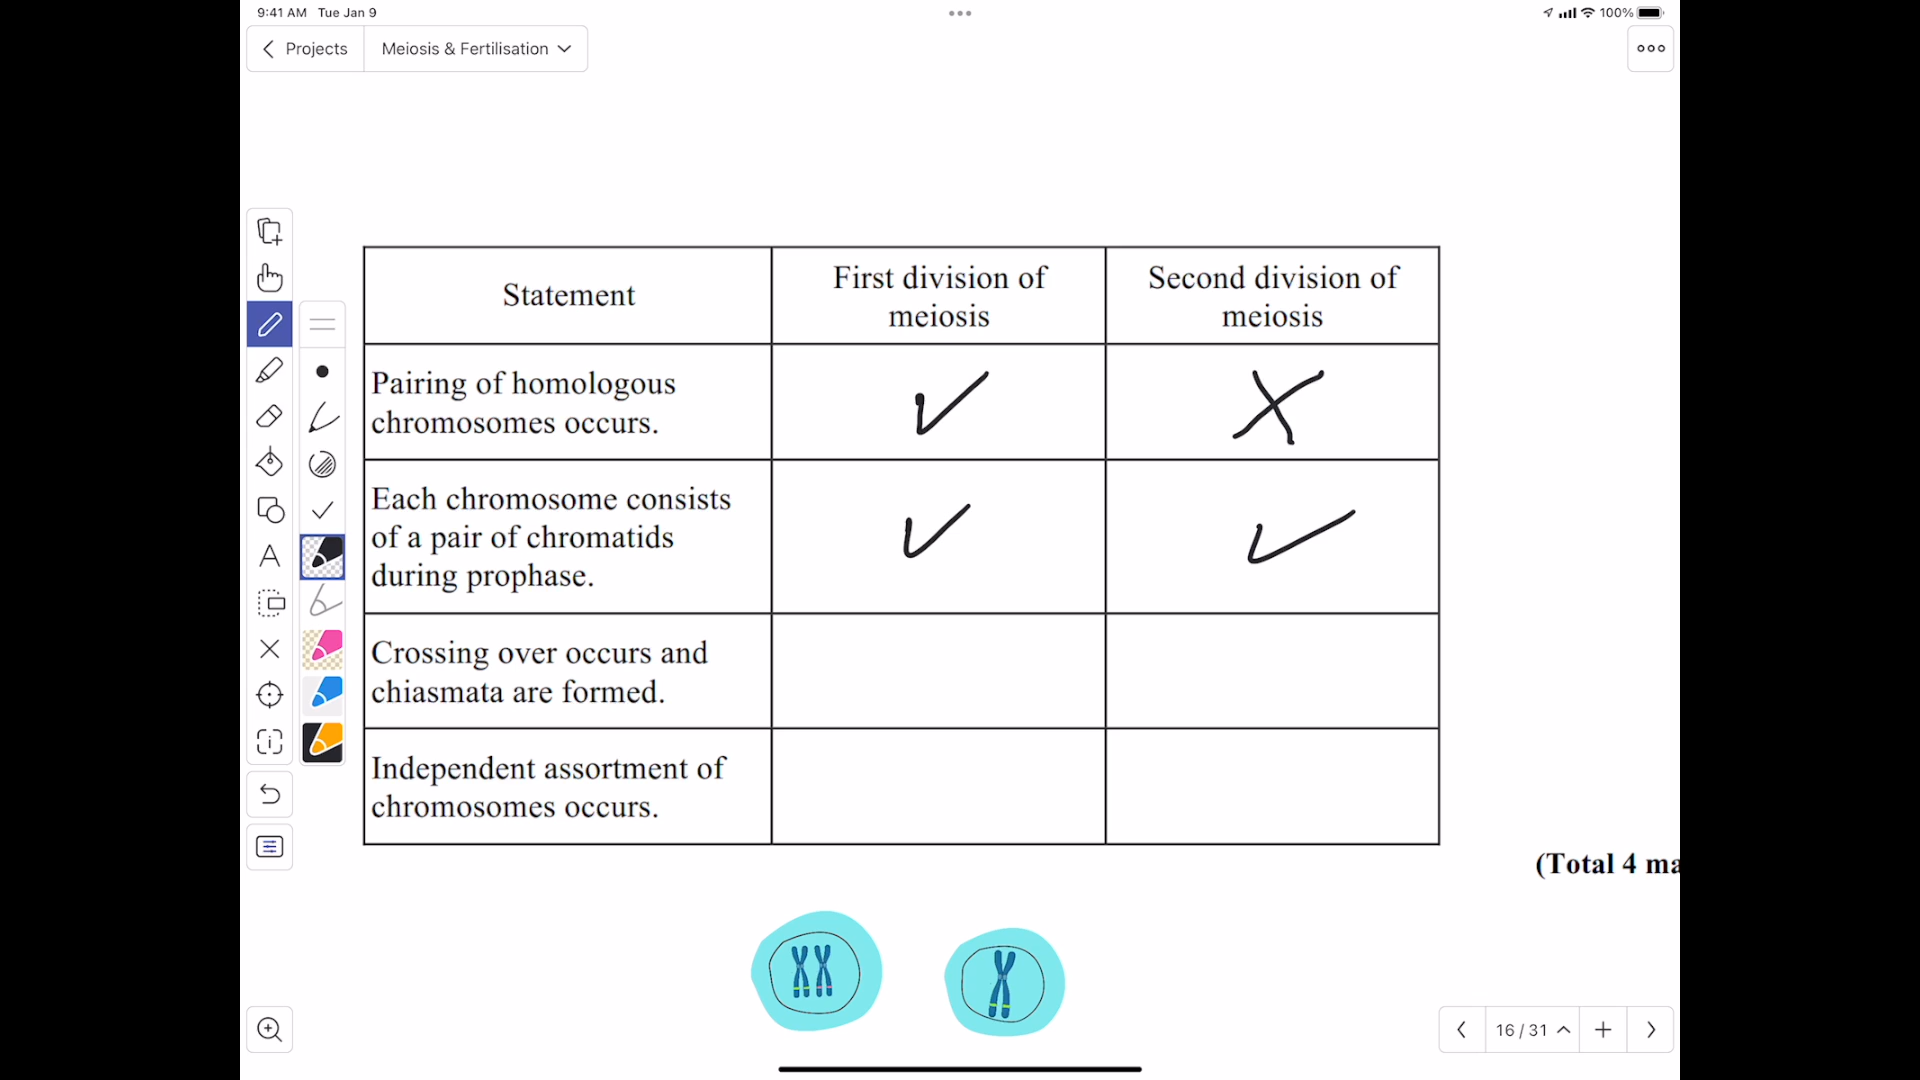 9:41 AM Tue Jan 9
100%
Projects
Meiosis & Fertilisation
Statement
First division of
meiosis
Second division of
meiosis
Pairing of homologous
chromosomes occurs.
Each chromosome consists
of a pair of chromatids
during prophase.
Crossing over occurs and
chiasmata are formed.
Independent assortment of
chromosomes occurs.
(Total 4 ma
16 / 31